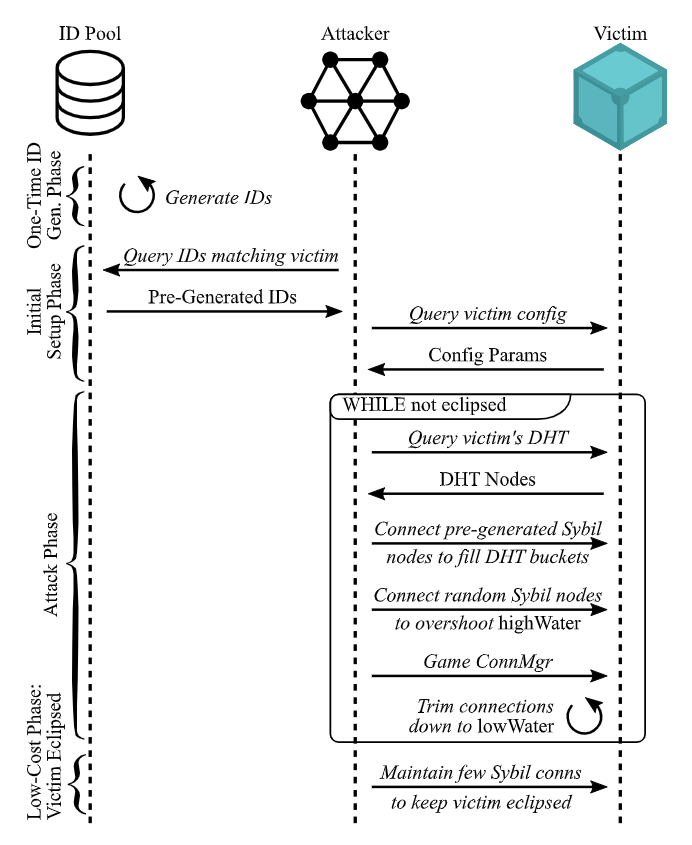 ID Pool
Attacker
Victim
One-Time ID
Gen. Phase
Generate IDs
Initial
Setup Phase
Query IDs matching victim
Pre-Generated IDs
Query victim config
Config Params
Attack Phase
WHILE not eclipsed
Query victim's DHT
DHT Nodes
Connect pre-generated Sybil
nodes to fill DHT buckets
Connect random Sybil nodes
to overshoot highWater
Game ConnMgr
Trim connections
down to lowWater
Low-Cost Phase:
Victim Eclipsed
Maintain few Sybil conns
to keep victim eclipsed